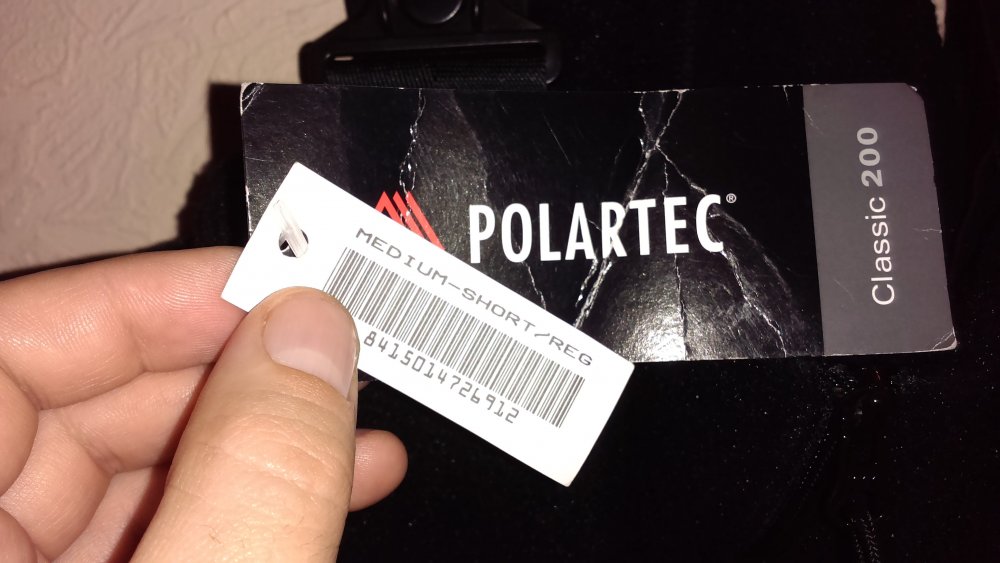 POLARTEC®
Classic 200
MEDIUM-SHORT/REG
8415014726912